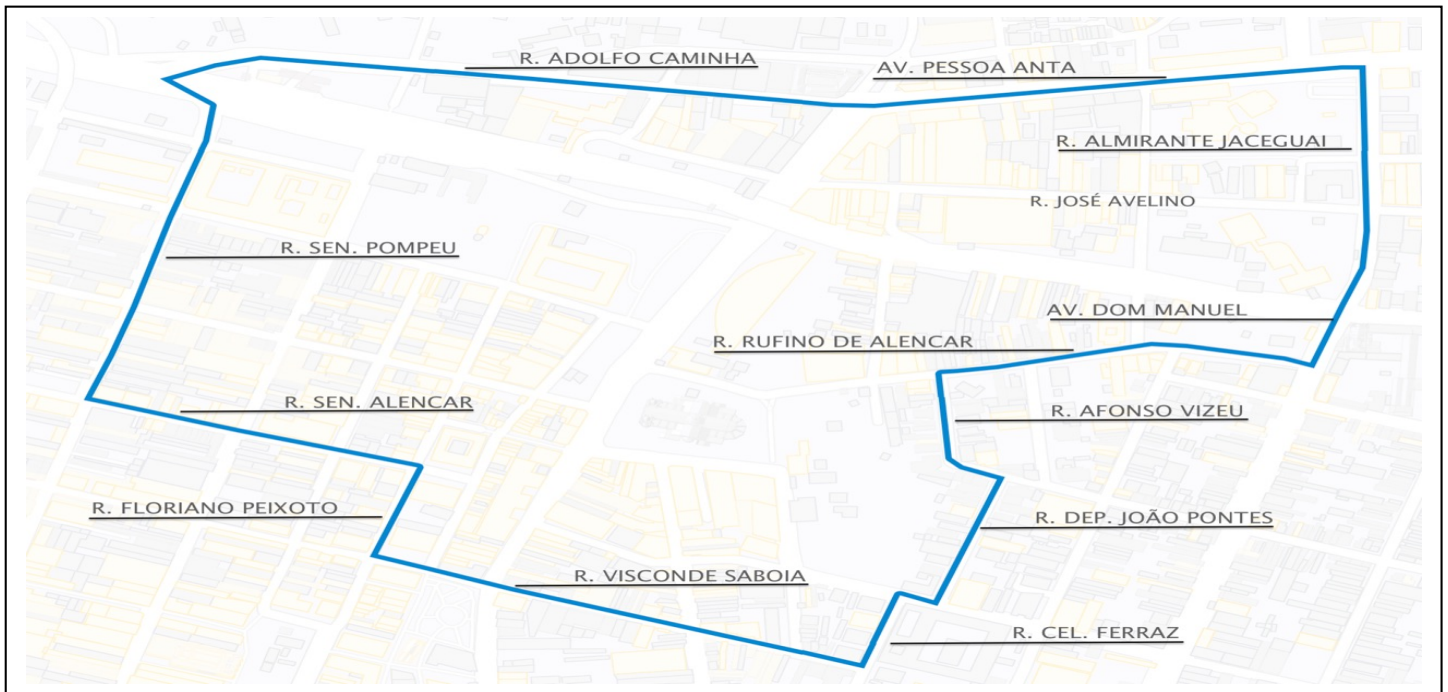 R. ADOLFO CAMINHA
AV. PESSOA ANTA
R. ALMIRANTE JACEGUAI
R. JOSÉ AVELINO
R. SEN. POMPEU
AV. DOM MANUEL
R. RUFINO DE ALENCAR
R. SEN. ALENCAR
R. AFONSO VIZEU
R. FLORIANO PEIXOTO
R. DEP. JOÃO PONTES
R. VISCONDE SABOIA
R. CEL. FERRAZ